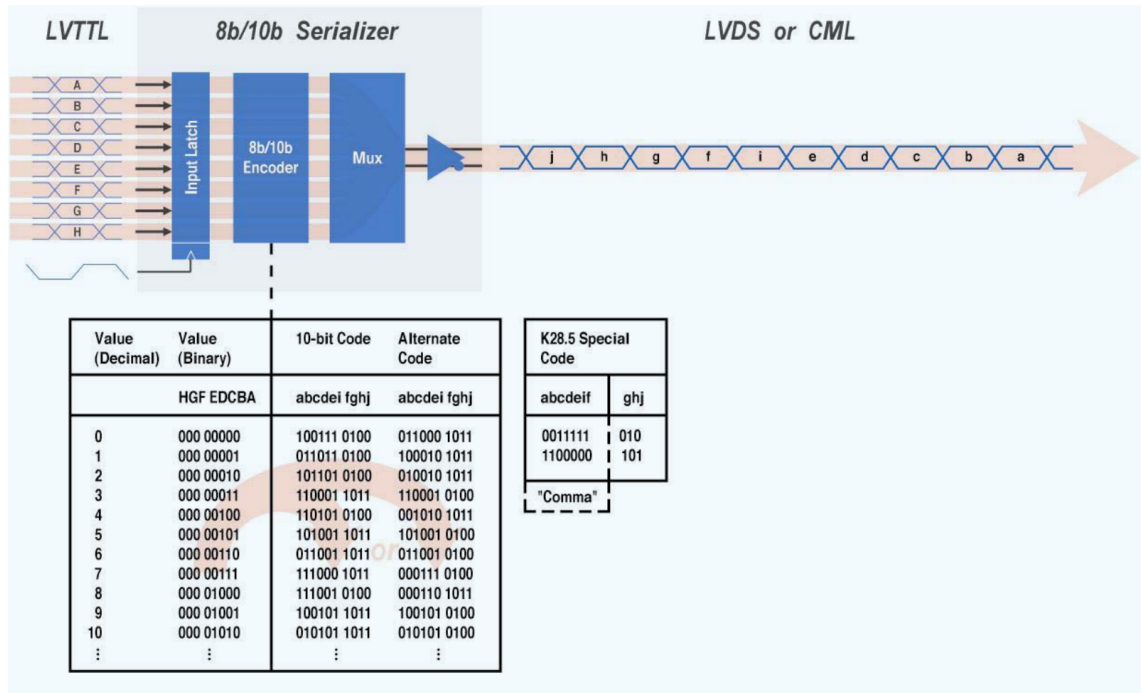 LVTTL 8b/10b Serializer LVDS or CML
A
B
C
D
E
F
G
H
Input Latch
8b/10b
Encoder
Mux
j h g f i e d c b a
Value Value 10-bit Code Alternate
(Decimal) (Binary) Code
HGF EDCBA abcdei fghj abcdei fghj
0 000 00000 100111 0100 011000 1011
1 000 00001 011011 0100 100010 1011
2 000 00010 101101 0100 010010 1011
3 000 00011 110001 1011 110001 0100
4 000 00100 110101 0100 001010 1011
5 000 00101 101001 1011 101001 0100
6 000 00110 011001 1011 or 011001 0100
7 000 00111 111000 1011 000111 0100
8 000 01000 111001 0100 000110 1011
9 000 01001 100101 1011 100101 0100
10 000 01010 010101 1011 010101 0100
⋮ ⋮ ⋮ ⋮
K28.5 Special
Code
abcdeif ghj
0011111 010
1100000 101
"Comma"